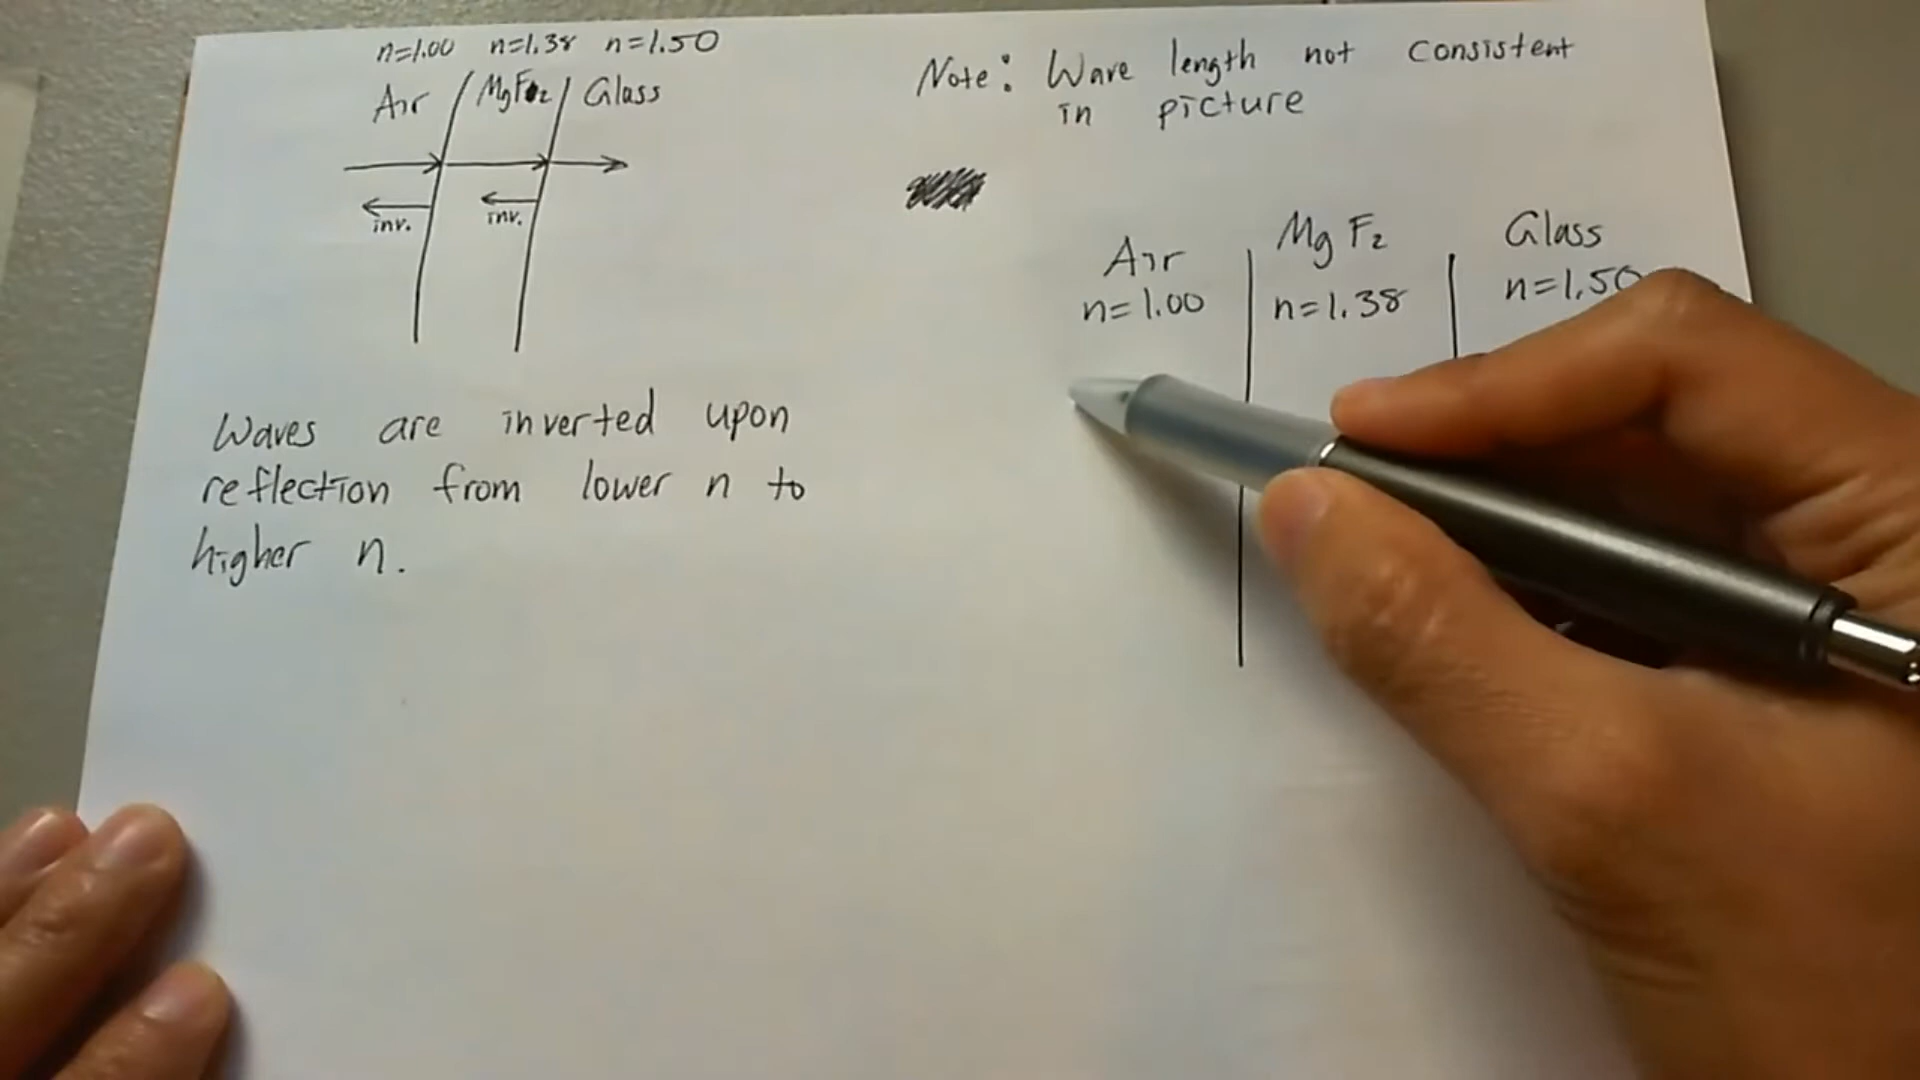 n=1.00 n=1.38 n=1.50
Air MgF2 Glass
inv. inv.
Waves are inverted upon
reflection from lower n to
higher n.
Note: Wave length not consistent
in picture
Air MgF2 Glass
n=1.00 n=1.38 n=1.50